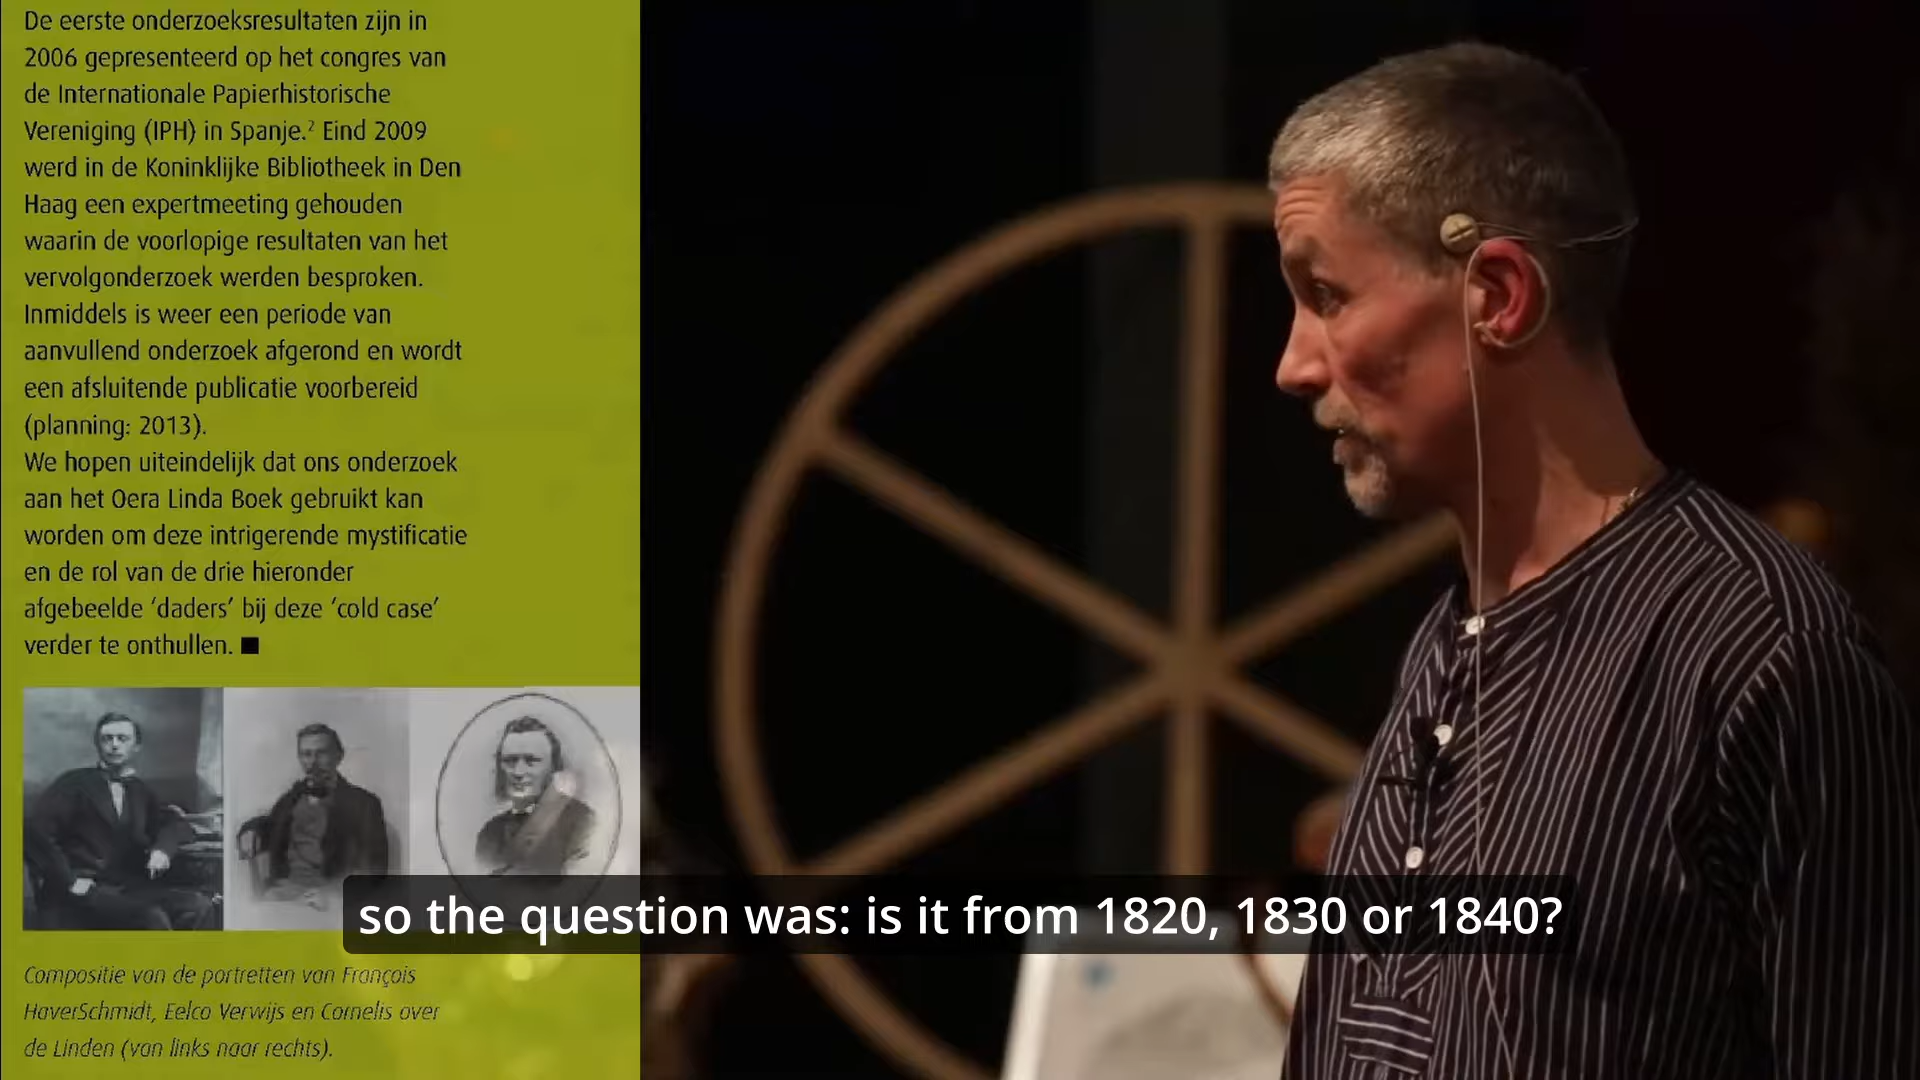 De eerste onderzoeksresultaten zijn in
2006 gepresenteerd op het congres van
de Internationale Papierhistorische
Vereniging (IPH) in Spanje.² Eind 2009
werd in de Koninklijke Bibliotheek in Den
Haag een expertmeeting gehouden
waarin de voorlopige resultaten van het
vervolgonderzoek werden besproken.
Inmiddels is weer een periode van
aanvullend onderzoek afgerond en wordt
een afsluitende publicatie voorbereid
(planning: 2013).
We hopen uiteindelijk dat ons onderzoek
aan het Oera Linda Boek gebruikt kan
worden om deze intrigerende mystificatie
en de rol van de drie hieronder
afgebeelde ‘daders’ bij deze ‘cold case’
verder te onthullen. ■
so the question was: is it from 1820, 1830 or 1840?
Compositie van de portretten van François
HaverSchmidt, Eelco Verwijs en Cornelis over
de Linden (van links naar rechts).